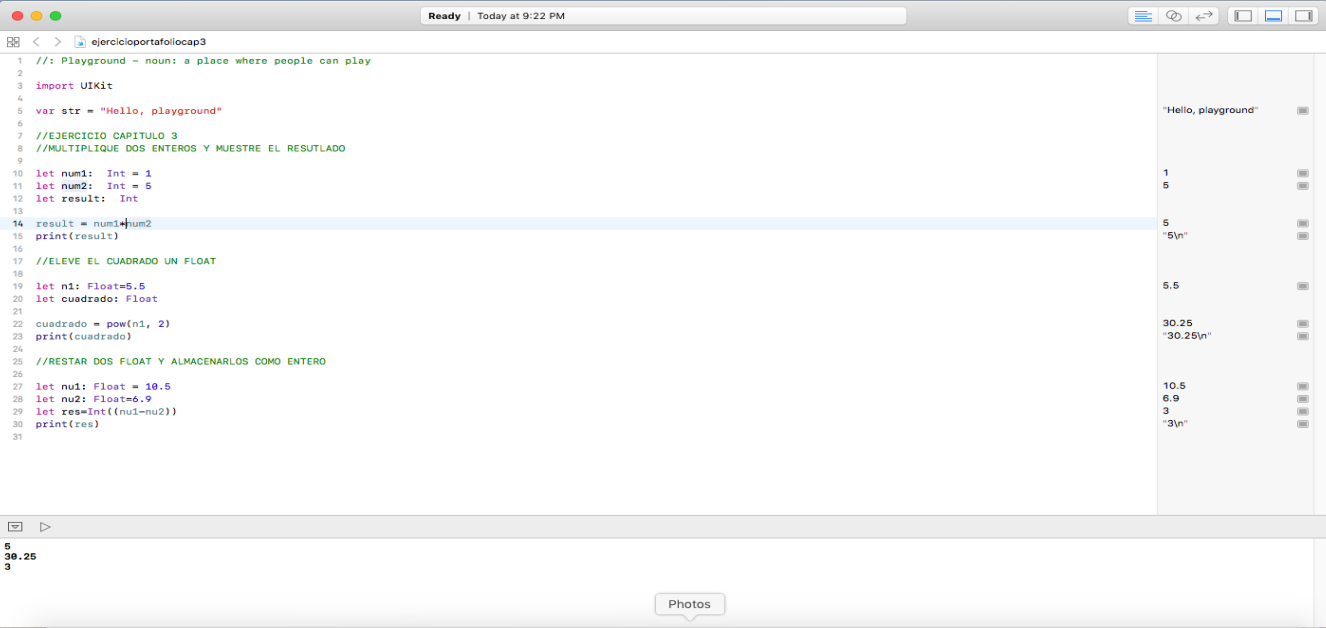 Ready | Today at 9:22 PM
ejercicioportafoliocap3
1 //: Playground - noun: a place where people can play
2
3 import UIKit
4
5 var str = "Hello, playground"
"Hello, playground"
6
7 //EJERCICIO CAPITULO 3
8 //MULTIPLIQUE DOS ENTEROS Y MUESTRE EL RESUTLADO
9
10 let num1:  Int = 1
1
11 let num2:  Int = 5
5
12 let result:  Int
13
14 result = num1*num2
5
15 print(result)
"5\n"
16
17 //ELEVE EL CUADRADO UN FLOAT
18
19 let n1: Float=5.5
5.5
20 let cuadrado: Float
21
22 cuadrado = pow(n1, 2)
30.25
23 print(cuadrado)
"30.25\n"
24
25 //RESTAR DOS FLOAT Y ALMACENARLOS COMO ENTERO
26
27 let nu1: Float = 10.5
10.5
28 let nu2: Float=6.9
6.9
29 let res=Int((nu1-nu2))
3
30 print(res)
"3\n"
31
5
30.25
3
Photos